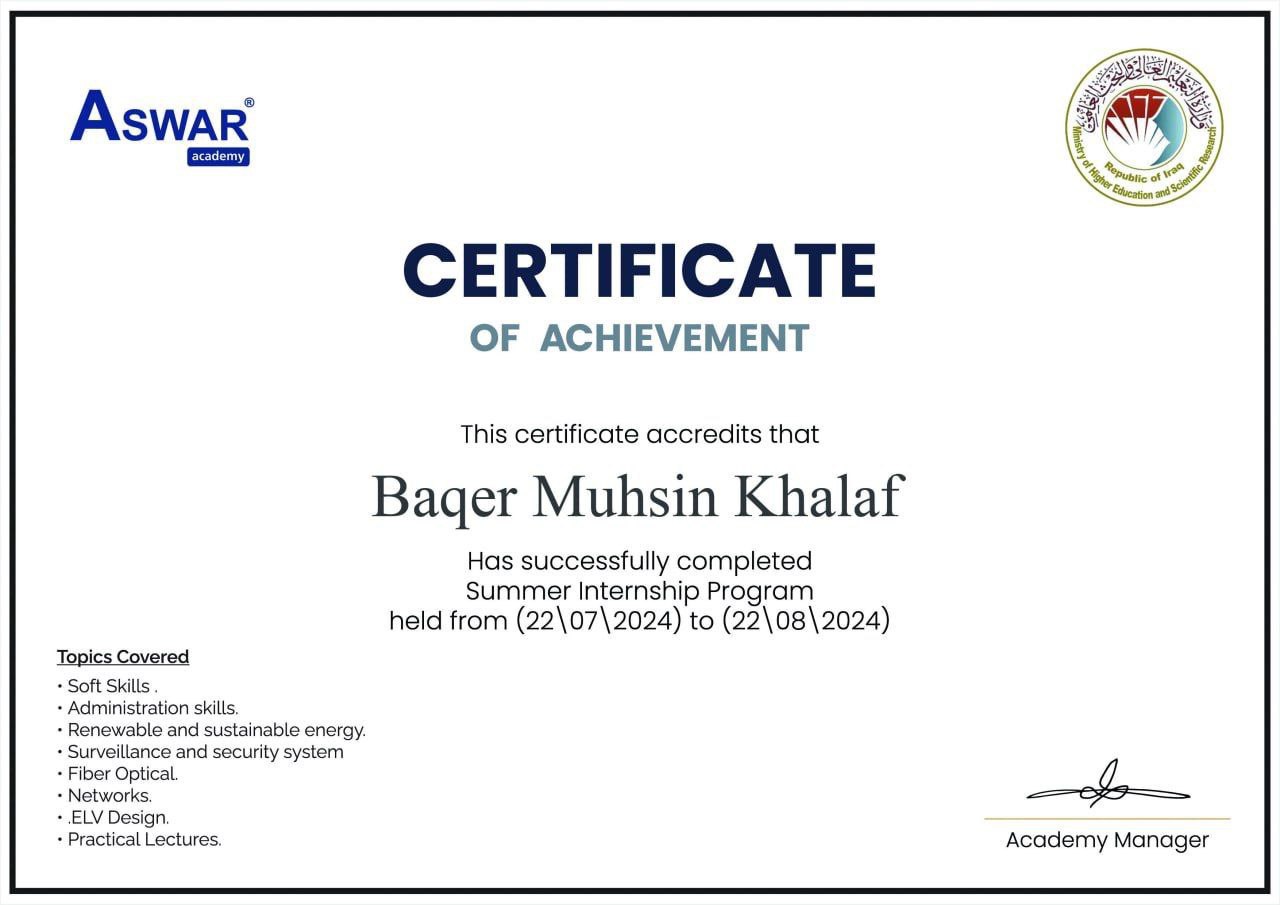 ASWAR®
academy
وزارة التعليم العالي والبحث العلمي
Republic of Iraq
Ministry of Higher Education and Scientific Research
CERTIFICATE
OF ACHIEVEMENT
This certificate accredits that
Baqer Muhsin Khalaf
Has successfully completed
Summer Internship Program
held from (22\07\2024) to (22\08\2024)
Topics Covered
• Soft Skills .
• Administration skills.
• Renewable and sustainable energy.
• Surveillance and security system
• Fiber Optical.
• Networks.
• .ELV Design.
• Practical Lectures.
Academy Manager